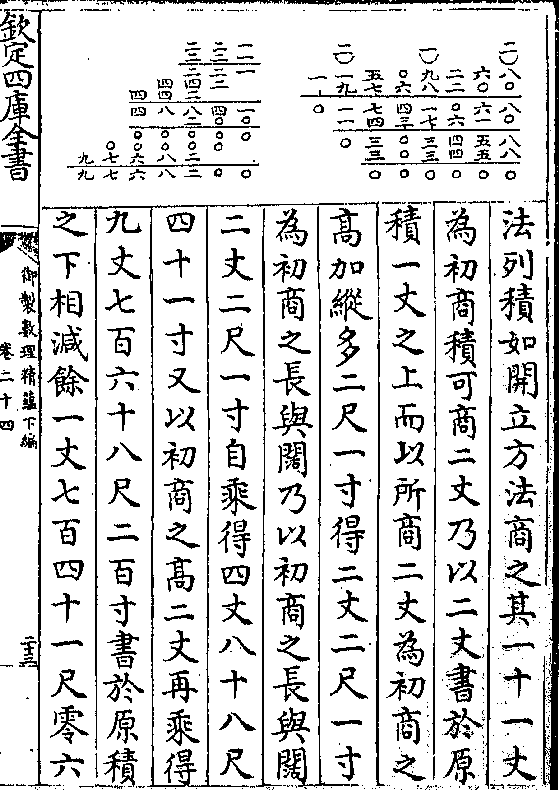 法列積如開立方法商之其一十一丈
為初商積可商二丈乃以二丈書於原
積一丈之上而以所商二丈為初商之
髙加縱多二尺一寸得二丈二尺一寸
為初商之長與闊乃以初商之長與闊
二丈二尺一寸自乘得四丈八十八尺
四十一寸又以初商之髙二丈再乘得
九丈七百六十八尺二百寸書於原積
之下相減餘一丈七百四十一尺零六
欽定四庫全書
御製數理精蘊下編
卷二十四
二十三